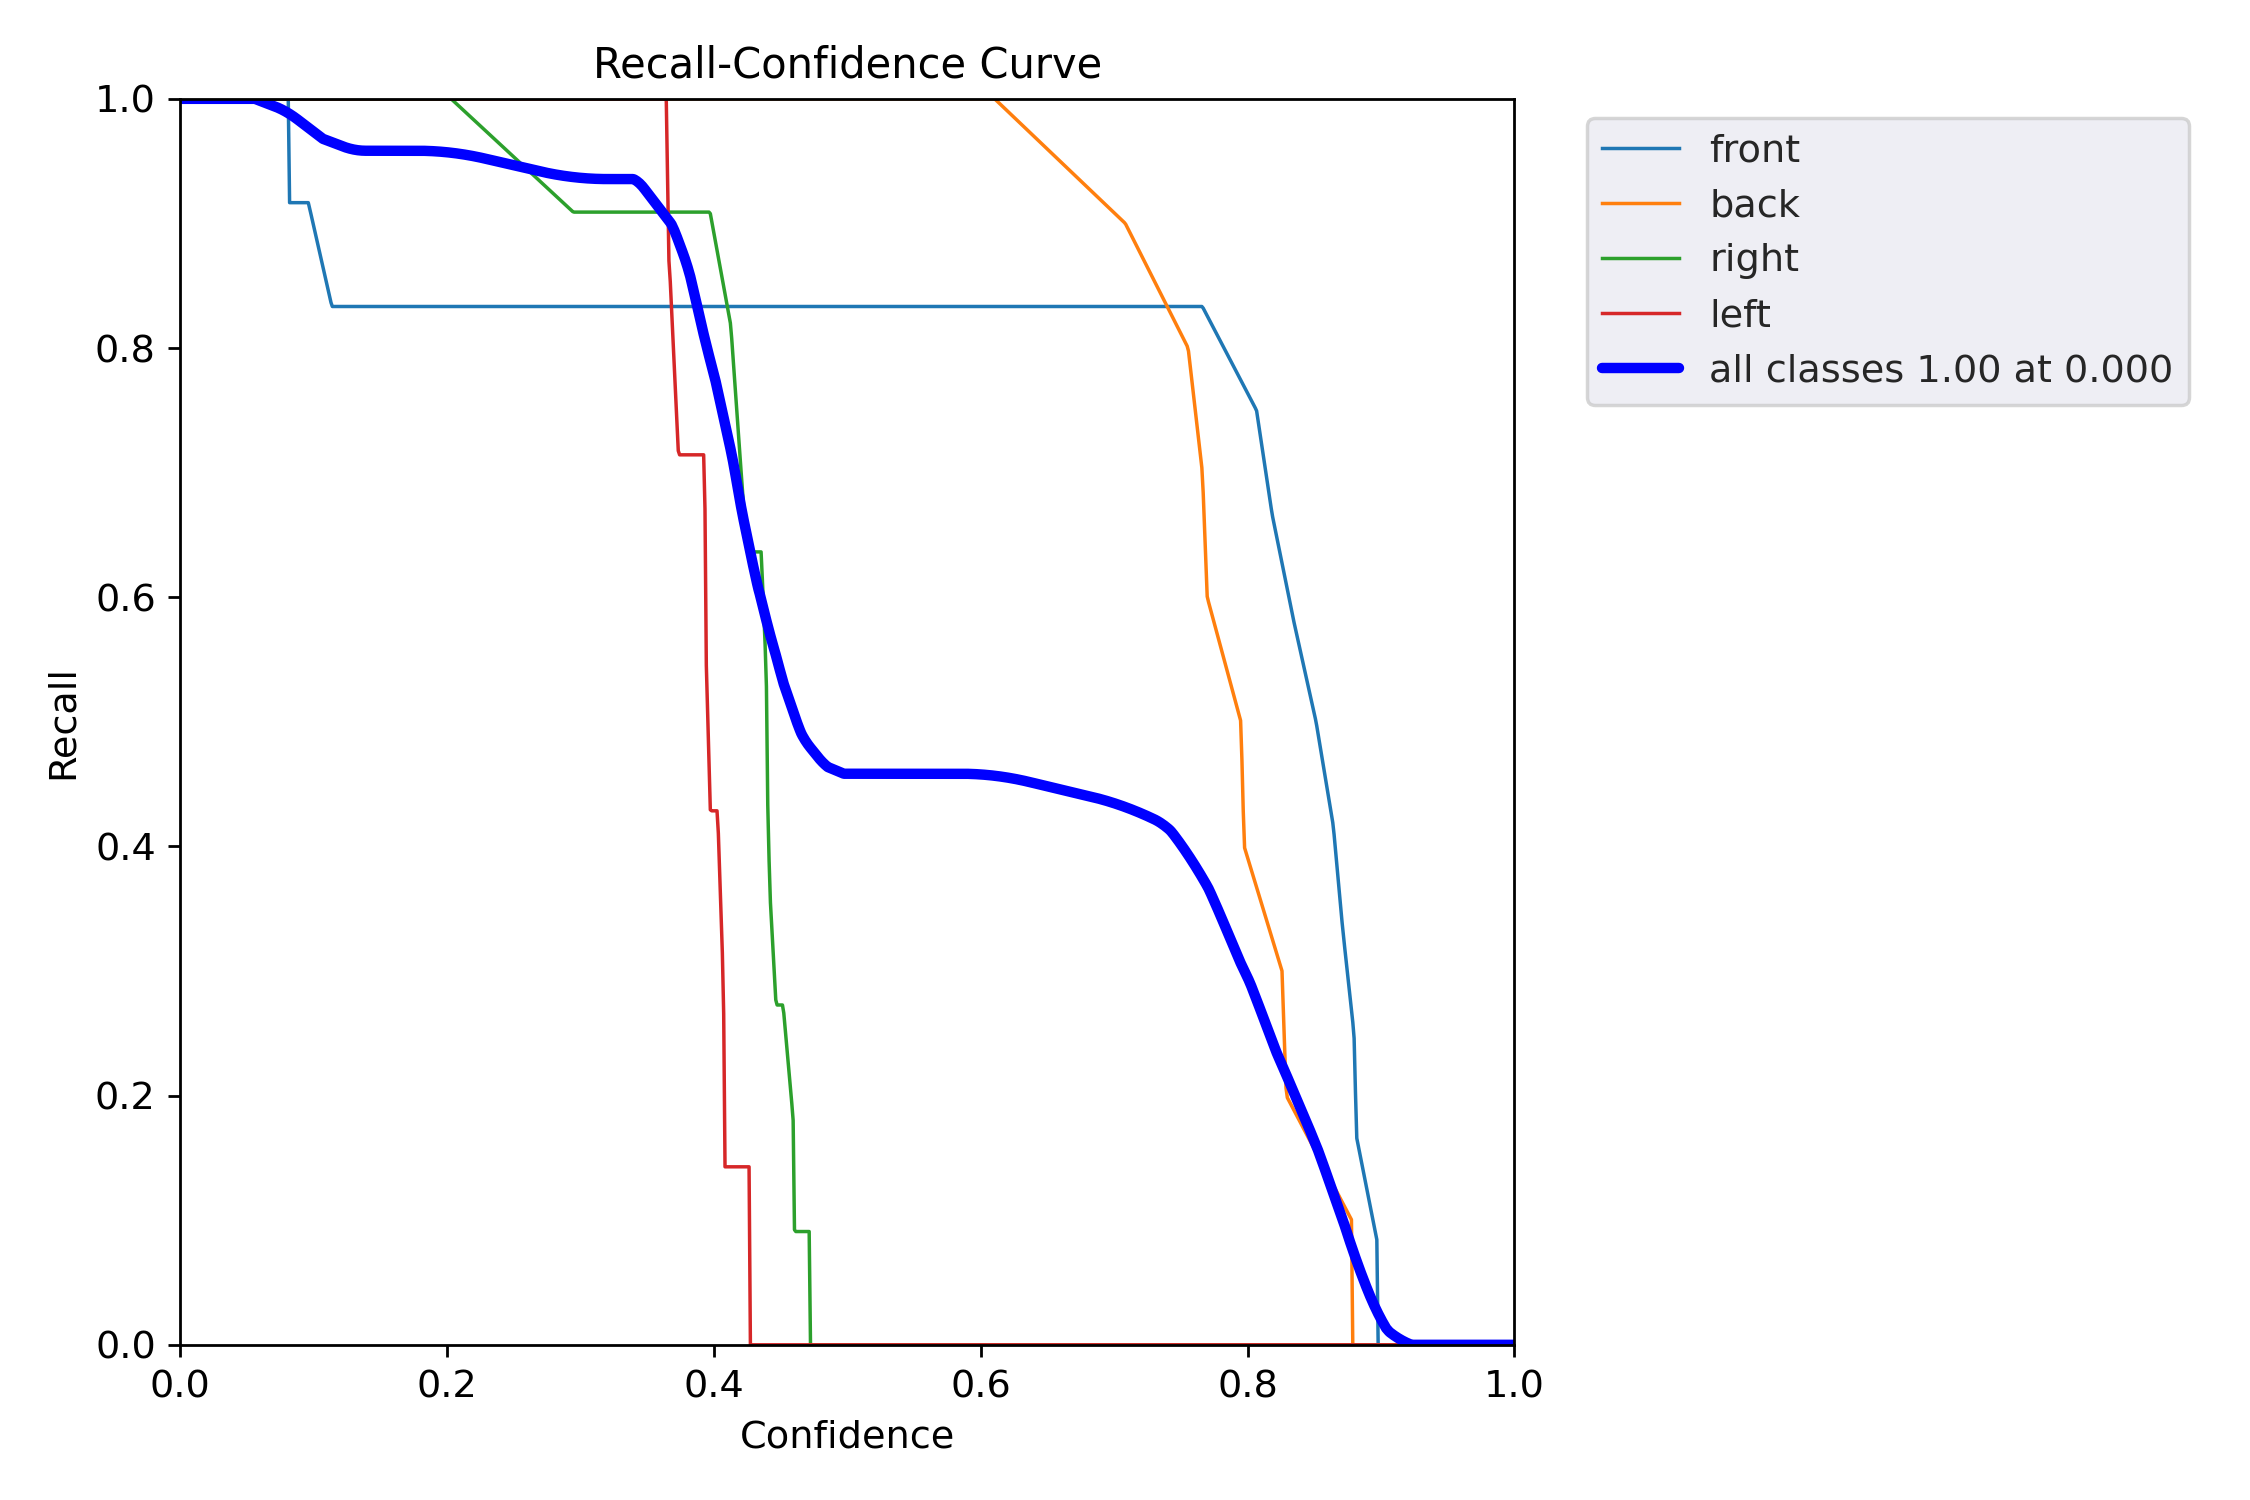 Recall-Confidence Curve
1.0
0.8
0.6
0.4
0.2
0.0
Recall
0.0 0.2 0.4 0.6 0.8 1.0
Confidence
front
back
right
left
all classes 1.00 at 0.000